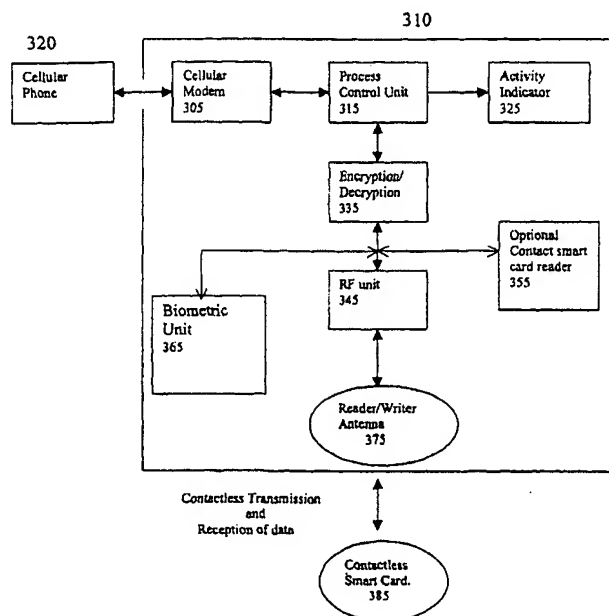 310
320
Cellular
Phone
Cellular
Modem
305
Process
Control Unit
315
Activity
Indicator
325
Encryption/
Decryption
335
Optional
Contact smart
card reader
355
RF unit
345
Biometric
Unit
365
Reader/Writer
Antenna
375
Contactless Transmission
and
Reception of data
Contactless
Smart Card.
385